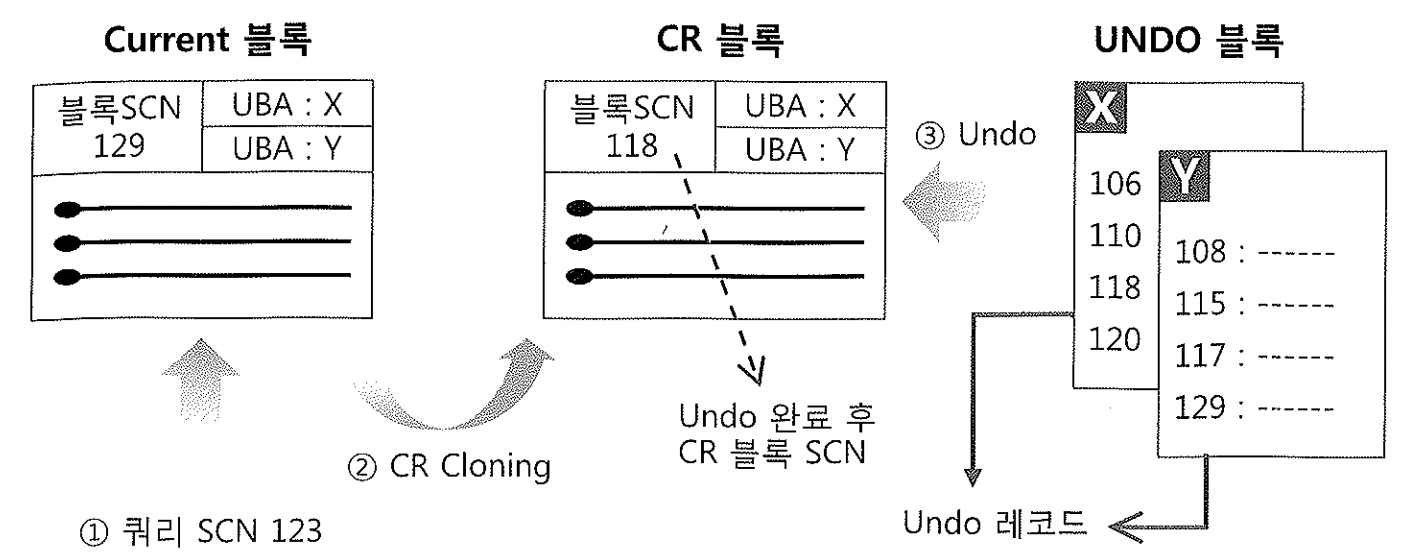 Current 블록
블록SCN
129
UBA : X
UBA : Y
① 쿼리 SCN 123
② CR Cloning
CR 블록
블록SCN
118
UBA : X
UBA : Y
Undo 완료 후
CR 블록 SCN
③ Undo
UNDO 블록
X
106
110
118
120
Y
108 : ------
115 : ------
117 : ------
129 : ------
Undo 레코드